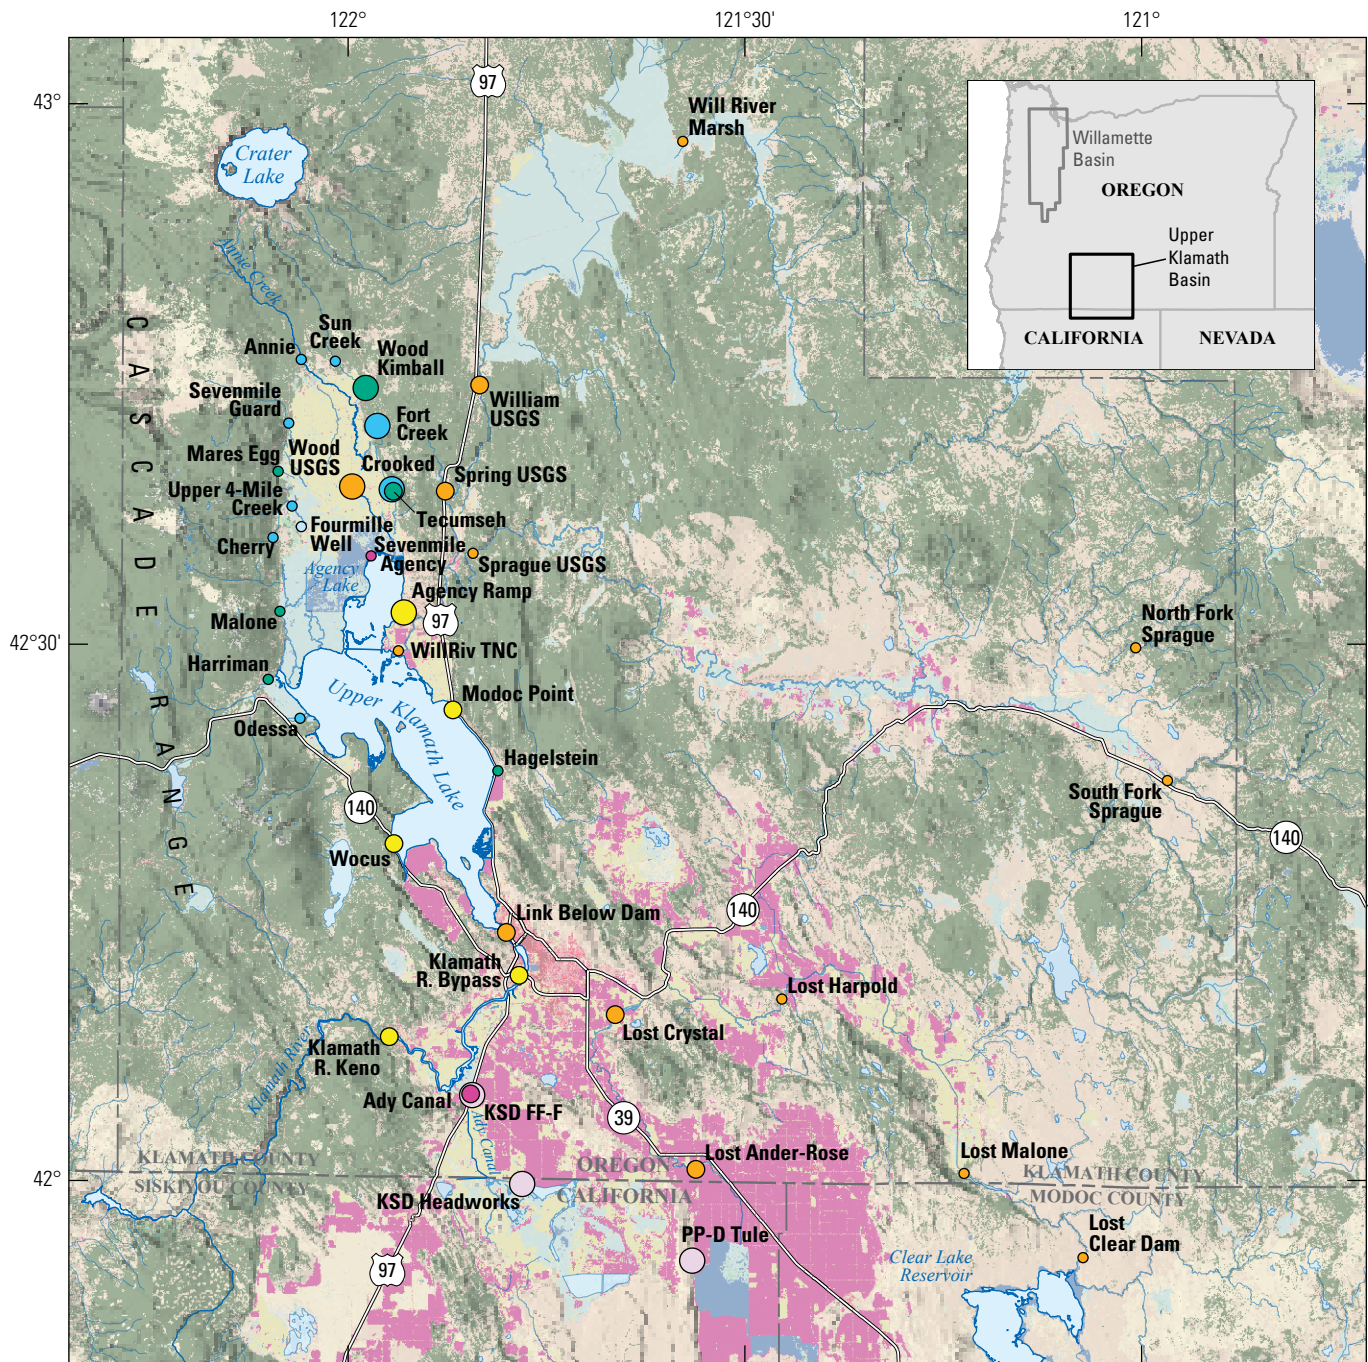 122°
121°30'
121°
43°
97
Will River
Marsh
Crater
Lake
Willamette
Basin
OREGON
Upper
Klamath
Basin
CALIFORNIA
NEVADA
Annie Creek
CASCADE RANGE
Sun
Creek
Annie
Wood
Kimball
Sevenmile
Guard
William
USGS
Fort
Creek
Mares Egg
Wood
USGS
Crooked
Spring USGS
Upper 4-Mile
Creek
Tecumseh
Fourmille
Well
Cherry
Sevenmile
Agency
Sprague USGS
Agency
Lake
Agency Ramp
Malone
97
North Fork
Sprague
42°30'
WillRiv TNC
Harriman
Modoc Point
Upper Klamath Lake
Odessa
Hagelstein
South Fork
Sprague
140
140
Wocus
140
Link Below Dam
Klamath
R. Bypass
Lost Harpold
Lost Crystal
Klamath River
Klamath
R. Keno
Ady Canal
KSD FF-F
39
Ady Canal
Lost Ander-Rose
Lost Malone
KLAMATH COUNTY
SISKIYOU COUNTY
OREGON
CALIFORNIA
KLAMATH COUNTY
MODOC COUNTY
42°
KSD Headworks
PP-D Tule
Lost
Clear Dam
Clear Lake
Reservoir
97